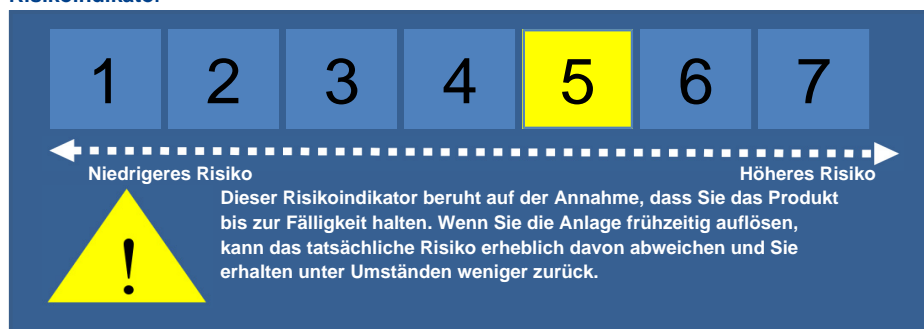 Risikoindikator
1 2 3 4 5 6 7
Niedrigeres Risiko Höheres Risiko
Dieser Risikoindikator beruht auf der Annahme, dass Sie das Produkt
bis zur Fälligkeit halten. Wenn Sie die Anlage frühzeitig auflösen,
kann das tatsächliche Risiko erheblich davon abweichen und Sie
erhalten unter Umständen weniger zurück.
!